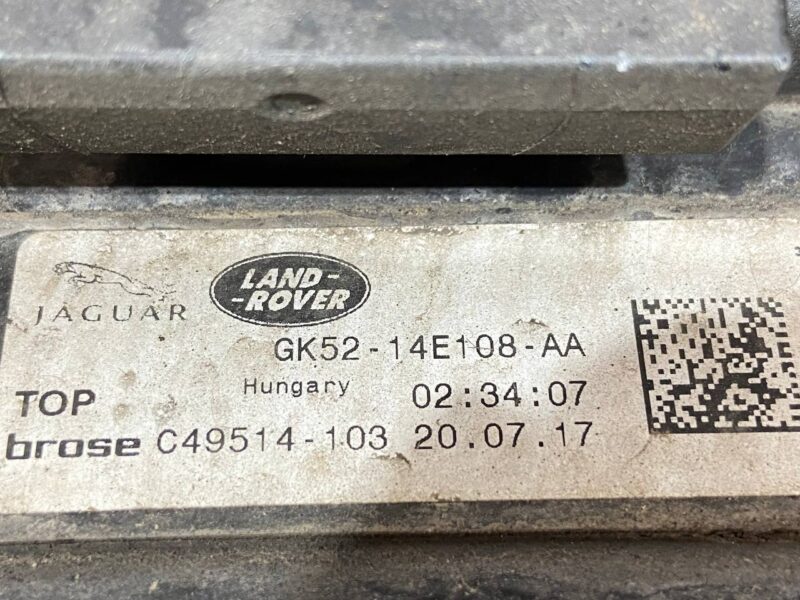 JAGUAR
LAND-
-ROVER
GK52-14E108-AA
TOP Hungary 02:34:07
brose C49514-103 20.07.17